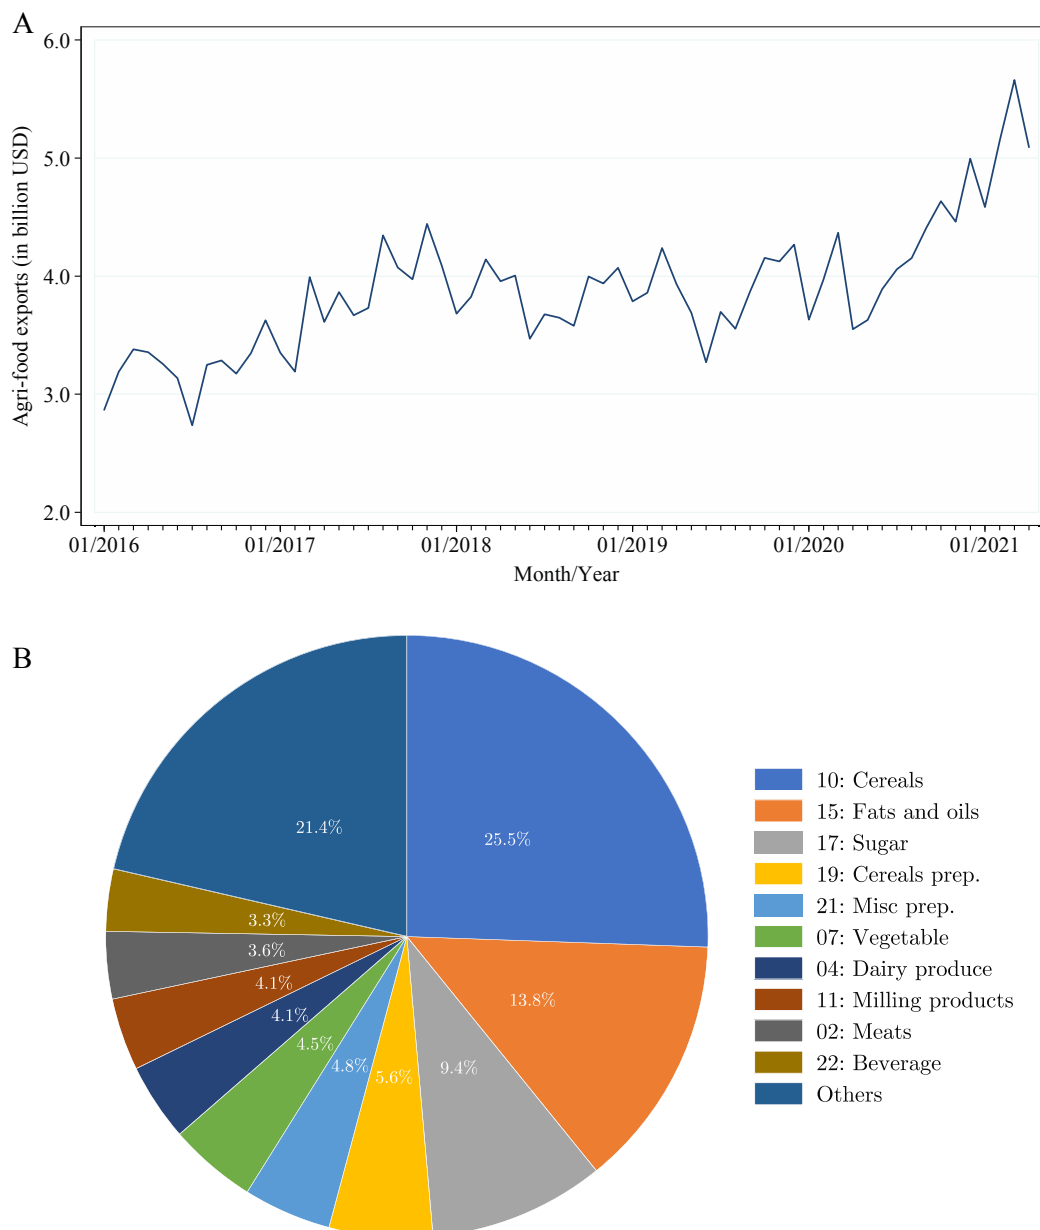 A
6.0
5.0
4.0
3.0
2.0
Agri-food exports (in billion USD)
01/2016 01/2017 01/2018 01/2019 01/2020 01/2021
Month/Year
B
21.4%
25.5%
3.3%
3.6%
4.1%
4.1%
4.5%
4.8%
5.6%
9.4%
13.8%
10: Cereals
15: Fats and oils
17: Sugar
19: Cereals prep.
21: Misc prep.
07: Vegetable
04: Dairy produce
11: Milling products
02: Meats
22: Beverage
Others